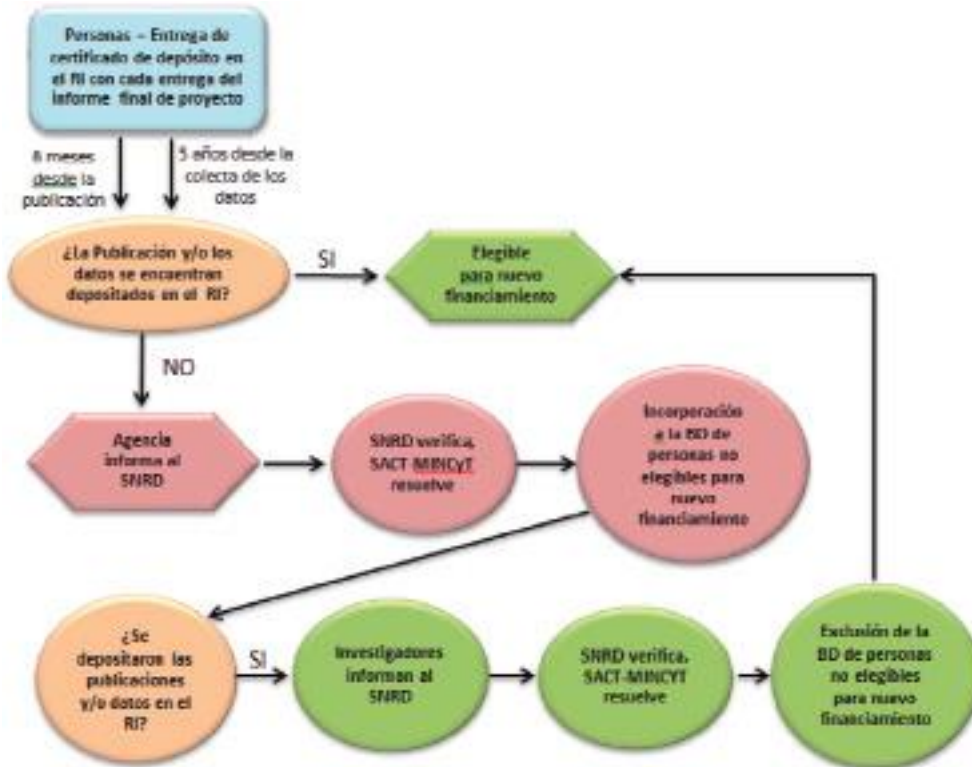 Personas – Entrega de
certificado de depósito en
el RI con cada entrega del
informe final de proyecto
6 meses
desde la
publicación
5 años desde la
colecta de los
datos
¿La Publicación y/o los
datos se encuentran
depositados en el RI?
SI
Elegible
para nuevo
financiamiento
NO
Agencia
informa al
SNRD
SNRD verifica,
SACT-MINCyT
resuelve
Incorporación
a la BD de
personas no
elegibles para
nuevo
financiamiento
¿Se
depositaron las
publicaciones
y/o datos en el
RI?
SI
Investigadores
informan al
SNRD
SNRD verifica,
SACT-MINCYT
resuelve
Exclusión de la
BD de personas
no elegibles
para nuevo
financiamiento